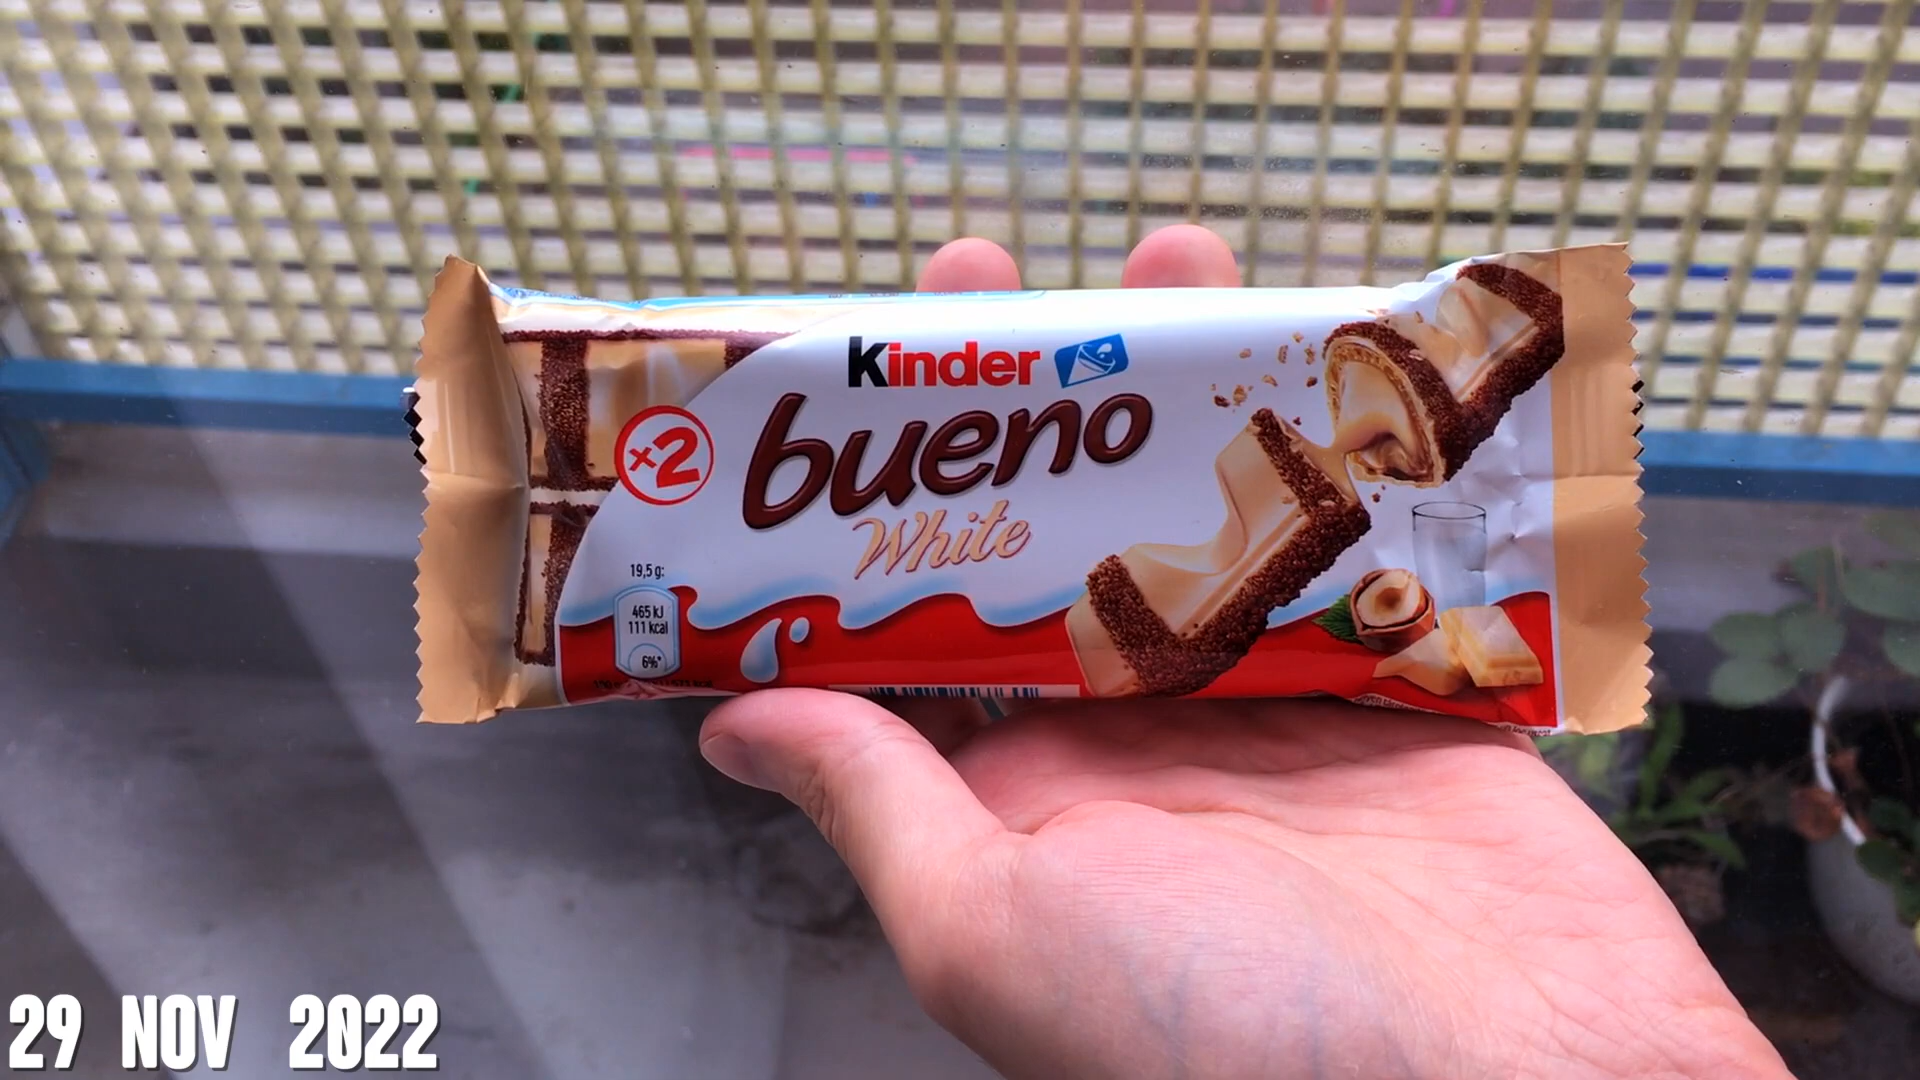 Kinder
bueno
White
×2
19,5 g:
465 kJ
111 kcal
6%*
29 NOV 2022